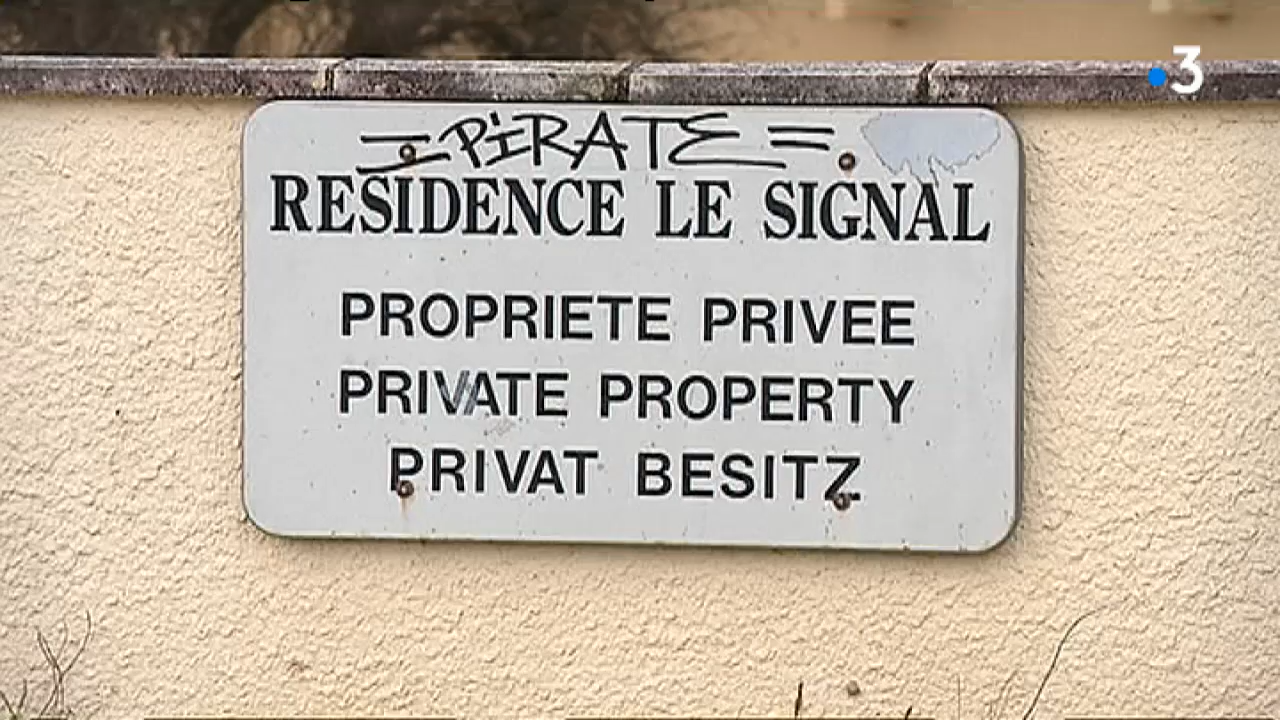 3
= PIRATE =
RESIDENCE LE SIGNAL
PROPRIETE PRIVEE
PRIVATE PROPERTY
PRIVAT BESITZ